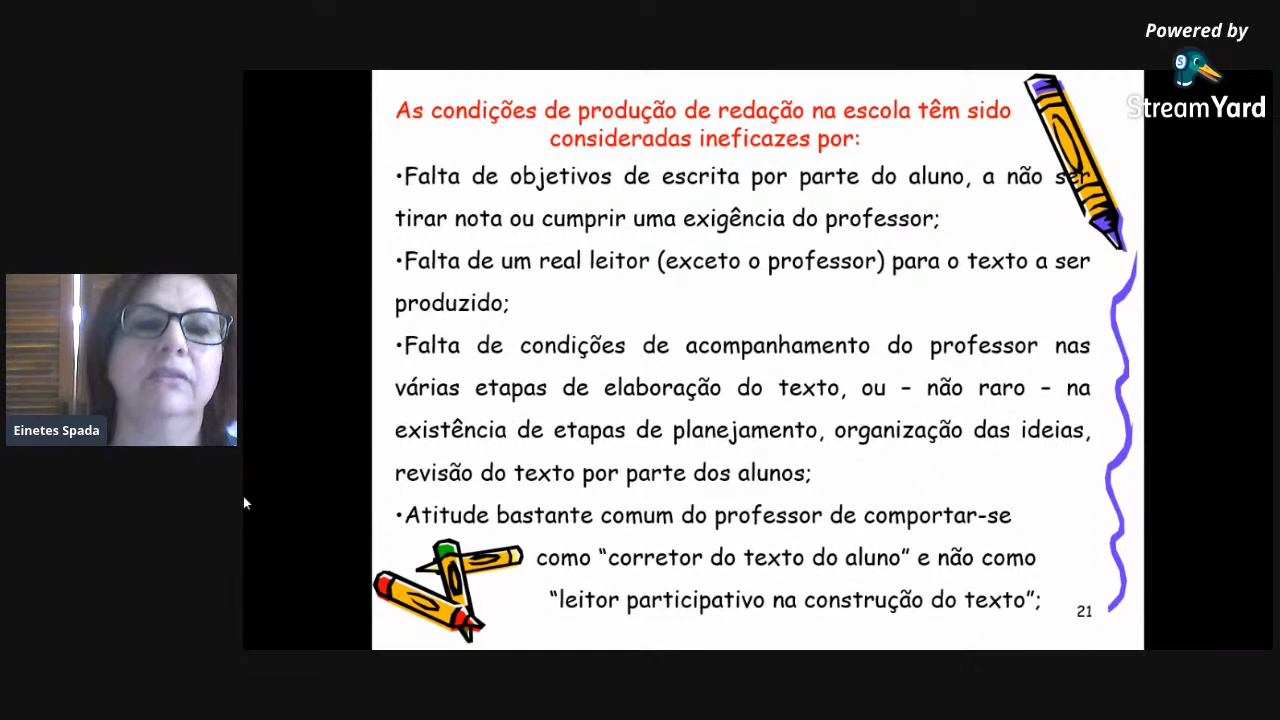 Powered by
StreamYard
As condições de produção de redação na escola têm sido
consideradas ineficazes por:
•Falta de objetivos de escrita por parte do aluno, a não ser
tirar nota ou cumprir uma exigência do professor;
•Falta de um real leitor (exceto o professor) para o texto a ser
produzido;
•Falta de condições de acompanhamento do professor nas
várias etapas de elaboração do texto, ou – não raro – na
existência de etapas de planejamento, organização das ideias,
revisão do texto por parte dos alunos;
•Atitude bastante comum do professor de comportar-se
como “corretor do texto do aluno” e não como
“leitor participativo na construção do texto”;
21
Einetes Spada